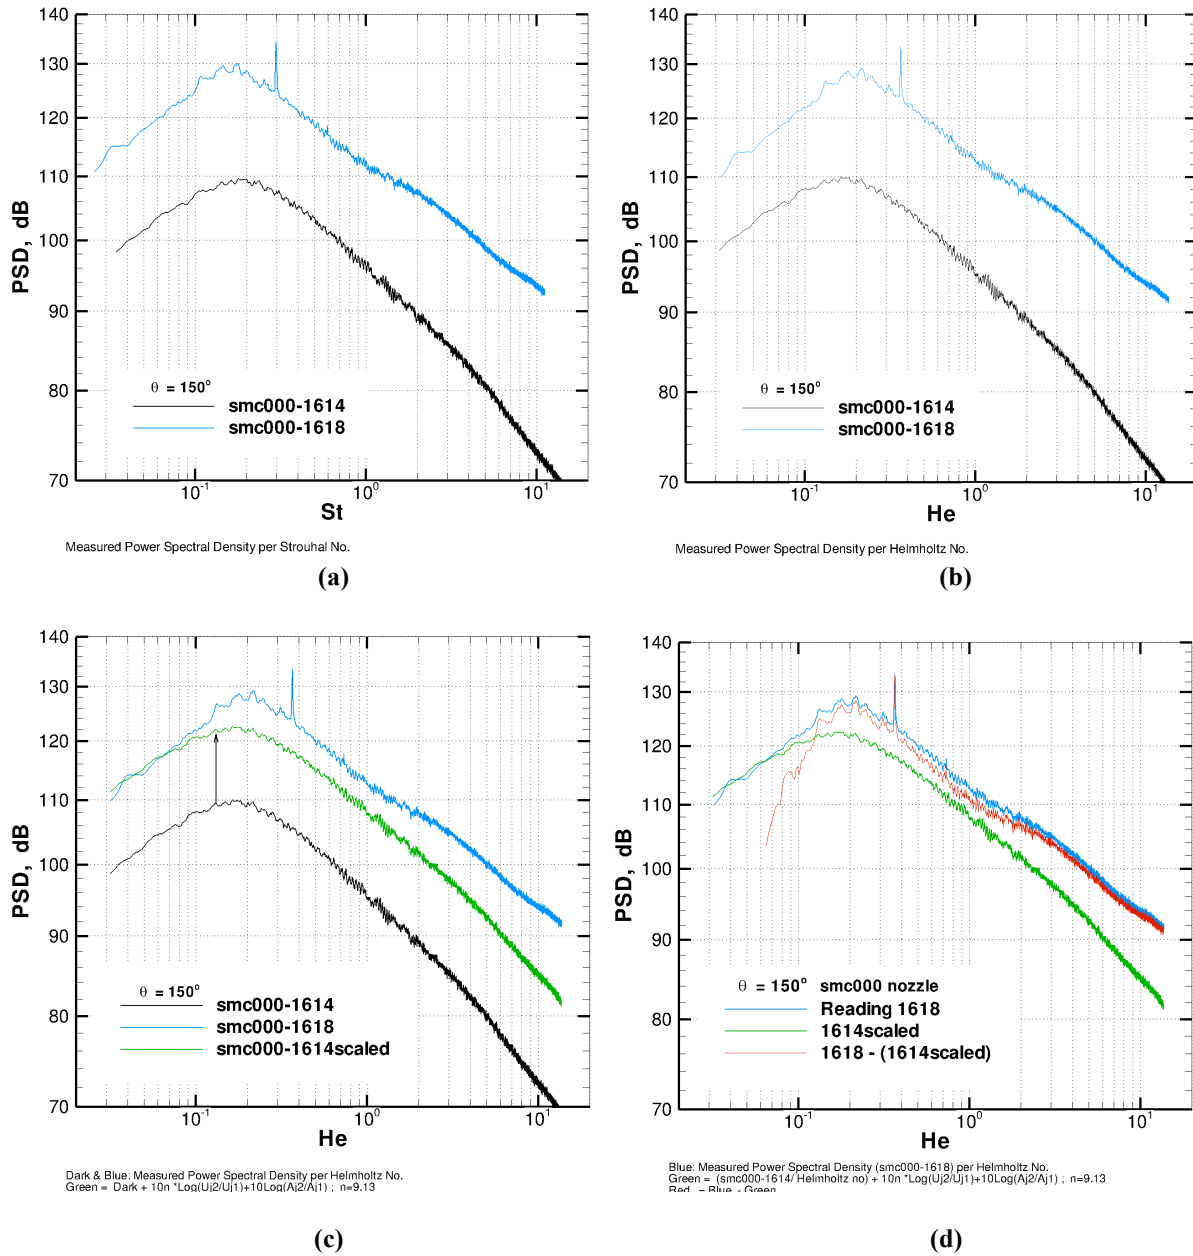 140
130
120
110
100
90
80
70
PSD, dB
θ = 150°
smc000-1614
smc000-1618
10⁻¹ 10⁰ 10¹
St
Measured Power Spectral Density per Strouhal No.
(a)
140
130
120
110
100
90
80
70
PSD, dB
θ = 150°
smc000-1614
smc000-1618
10⁻¹ 10⁰ 10¹
He
Measured Power Spectral Density per Helmholtz No.
(b)
140
130
120
110
100
90
80
70
PSD, dB
θ = 150°
smc000-1614
smc000-1618
smc000-1614scaled
10⁻¹ 10⁰ 10¹
He
Dark & Blue: Measured Power Spectral Density per Helmholtz No.
Green = Dark + 10n *Log(Uj2/Uj1)+10Log(Aj2/Aj1) ; n=9.13
(c)
140
130
120
110
100
90
80
70
PSD, dB
θ = 150° smc000 nozzle
Reading 1618
1614scaled
1618 - (1614scaled)
10⁻¹ 10⁰ 10¹
He
Blue: Measured Power Spectral Density (smc000-1618) per Helmholtz No.
Green = (smc000-1614/ Helmholtz no) + 10n *Log(Uj2/Uj1)+10Log(Aj2/Aj1) ; n=9.13
Red = Blue - Green
(d)